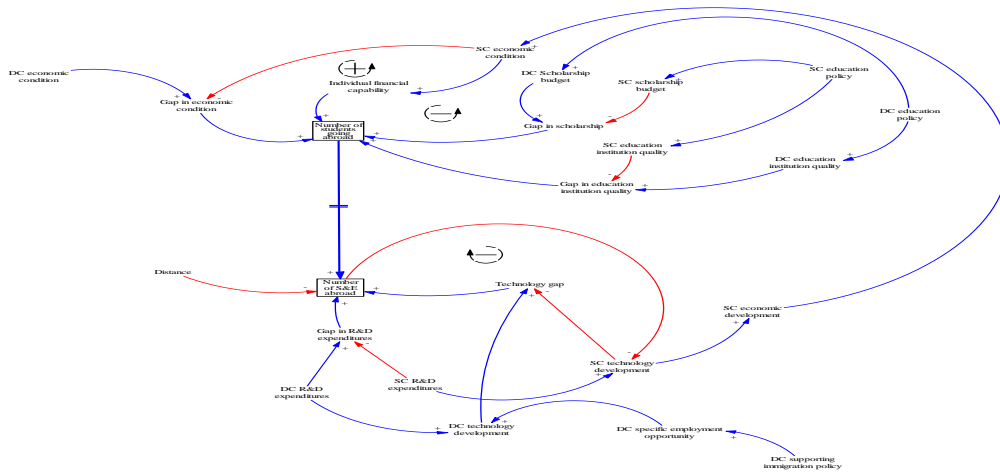 SC economic
condition
DC economic
condition
DC Scholarship
budget
SC scholarship
budget
SC education
policy
Individual financial
capability
Gap in economic
condition
DC education
policy
Number of
students
going
abroad
Gap in scholarship
SC education
institution quality
DC education
institution quality
Gap in education
institution quality
Distance
Number
of S&E
abroad
Technology gap
SC economic
development
Gap in R&D
expenditures
SC technology
development
DC R&D
expenditures
SC R&D
expenditures
DC technology
development
DC specific employment
opportunity
DC supporting
immigration policy